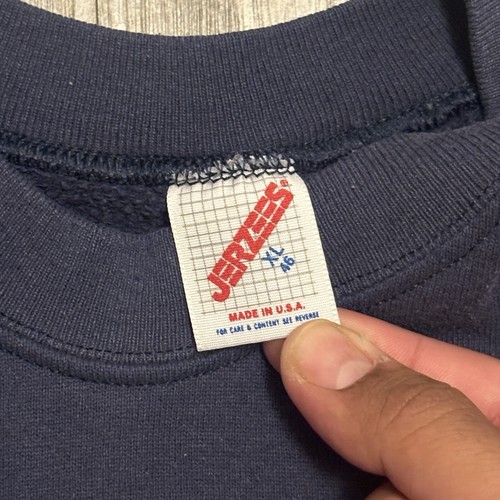 JERZEES®
XL
46
MADE IN U.S.A.
FOR CARE & CONTENT SEE REVERSE